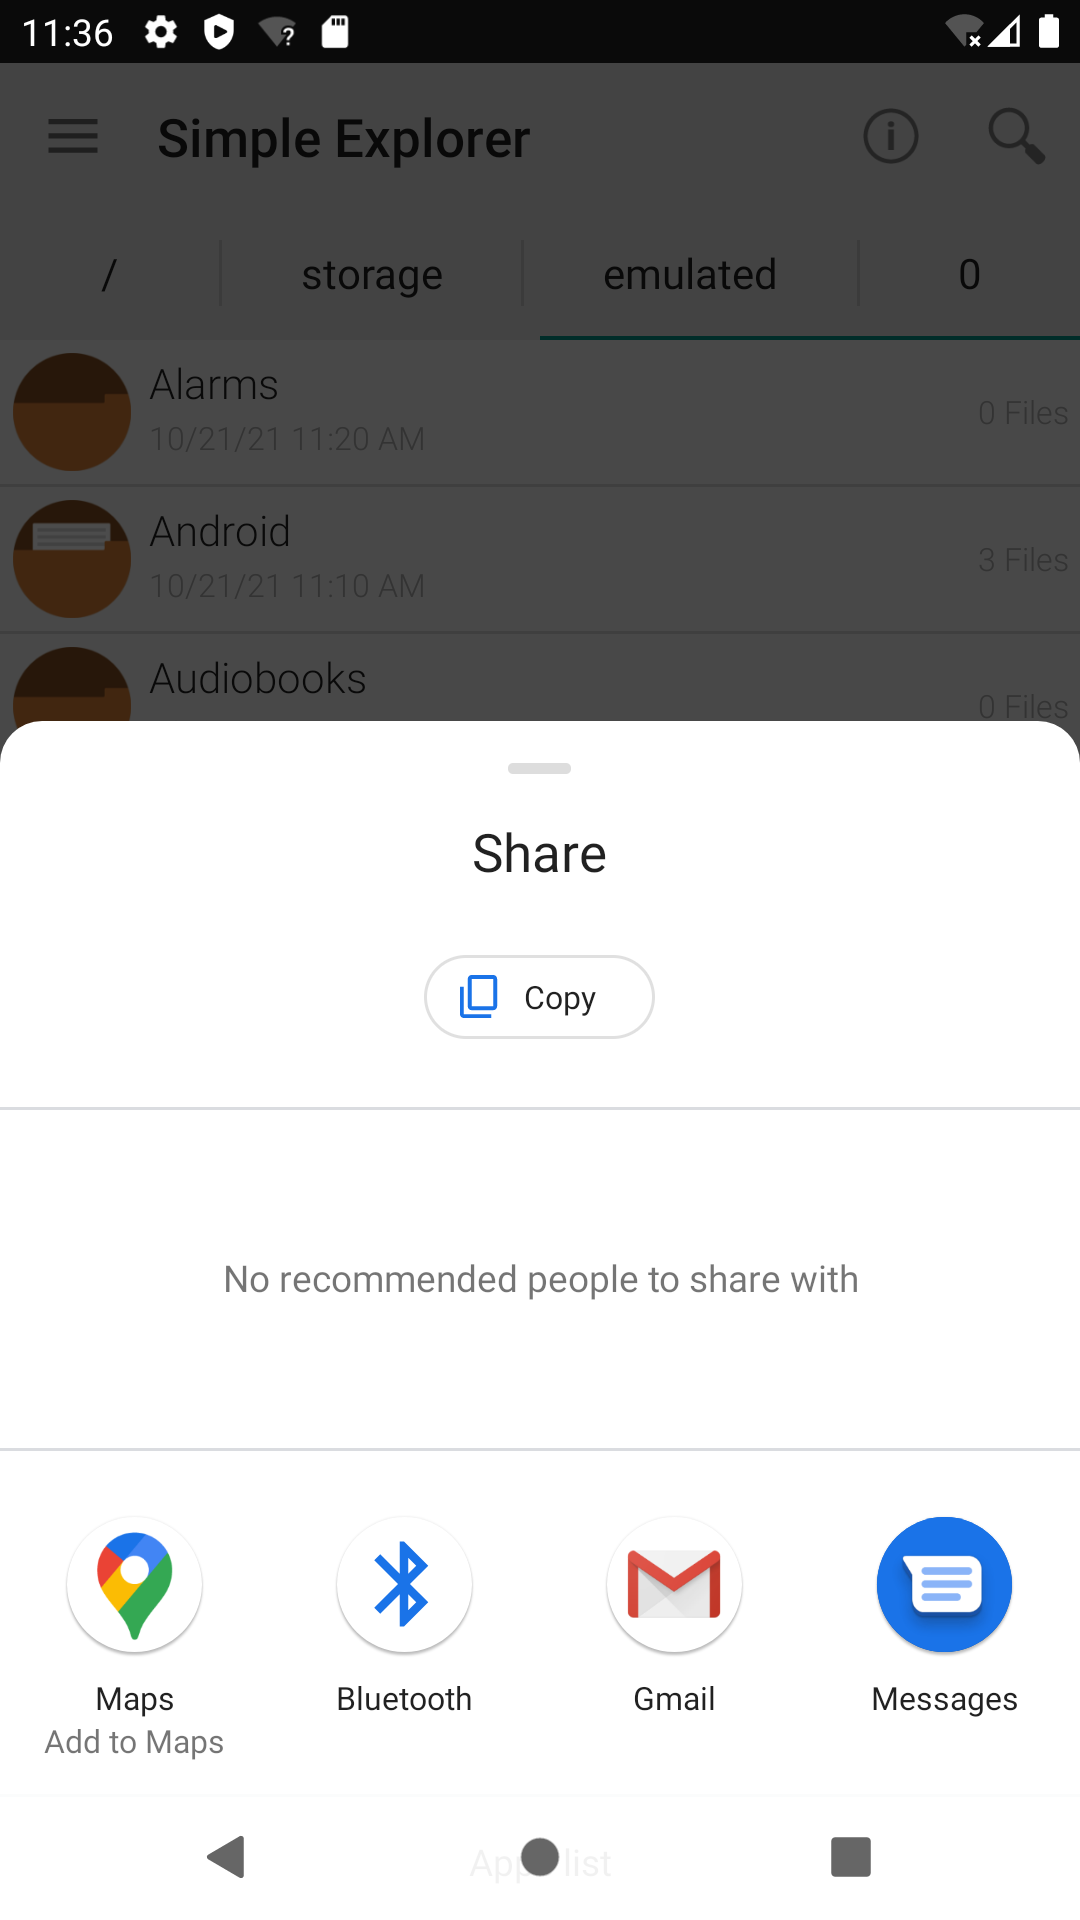 11:36
Simple Explorer
/ storage emulated 0
Alarms
10/21/21 11:20 AM
0 Files
Android
10/21/21 11:10 AM
3 Files
Audiobooks
0 Files
Share
Copy
No recommended people to share with
Maps
Add to Maps
Bluetooth
Gmail
Messages
list